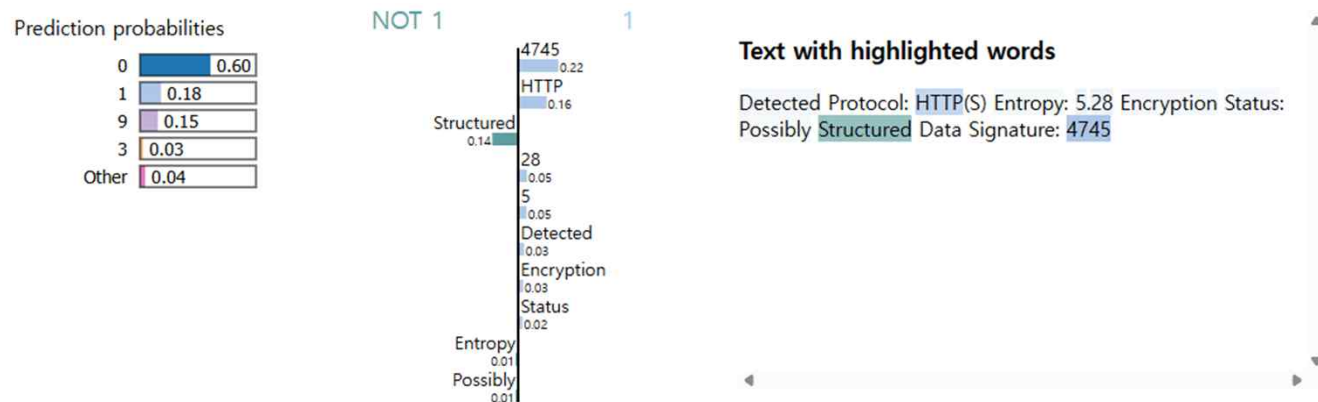 Prediction probabilities
0 0.60
1 0.18
9 0.15
3 0.03
Other 0.04
NOT 1 1
4745
0.22
HTTP
0.16
Structured
0.14
28
0.05
5
0.05
Detected
0.03
Encryption
0.03
Status
0.02
Entropy
0.01
Possibly
0.01
Text with highlighted words
Detected Protocol: HTTP(S) Entropy: 5.28 Encryption Status:
Possibly Structured Data Signature: 4745